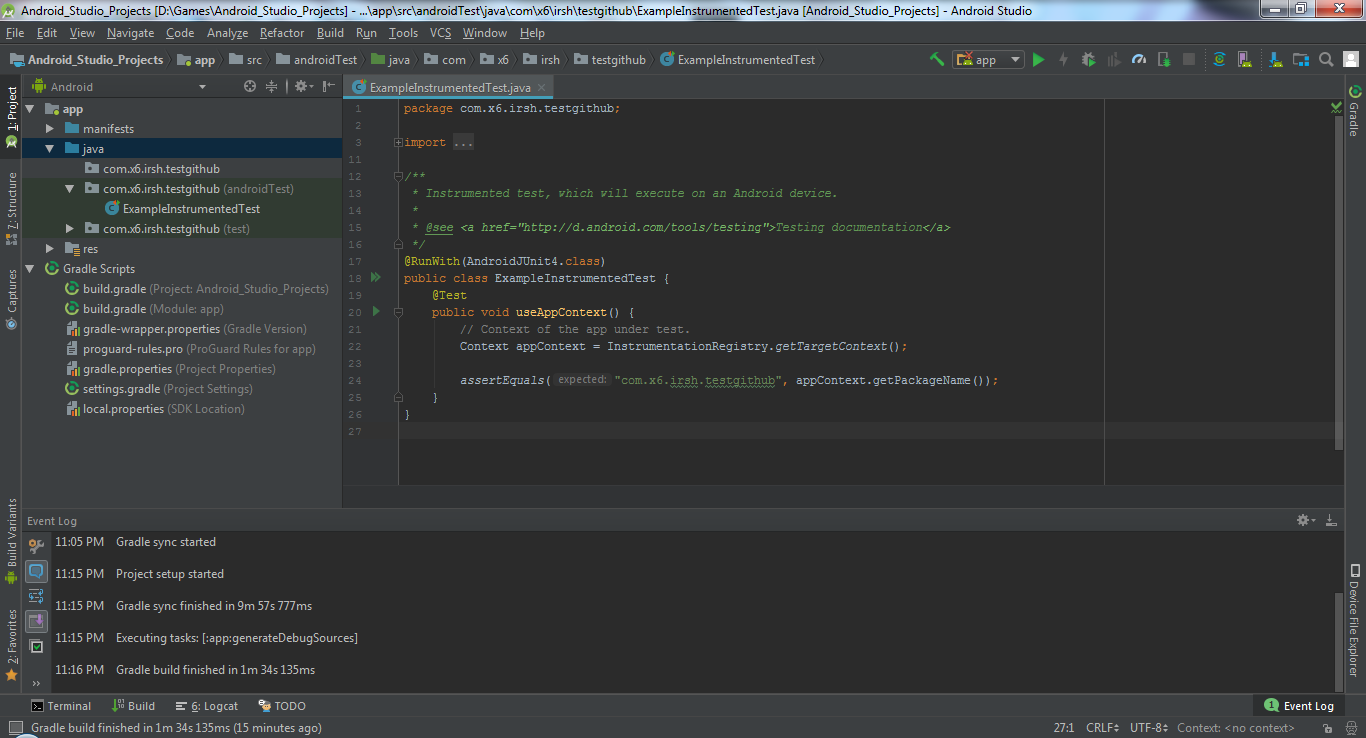 Android_Studio_Projects [D:\Games\Android_Studio_Projects] - ...\app\src\androidTest\java\com\x6\irsh\testgithub\ExampleInstrumentedTest.java [Android_Studio_Projects] - Android Studio
File Edit View Navigate Code Analyze Refactor Build Run Tools VCS Window Help
Android_Studio_Projects app src androidTest java com x6 irsh testgithub ExampleInstrumentedTest app
1: Project
7: Structure
Captures
Build Variants
2: Favorites
Android
app
manifests
java
com.x6.irsh.testgithub
com.x6.irsh.testgithub (androidTest)
ExampleInstrumentedTest
com.x6.irsh.testgithub (test)
res
Gradle Scripts
build.gradle (Project: Android_Studio_Projects)
build.gradle (Module: app)
gradle-wrapper.properties (Gradle Version)
proguard-rules.pro (ProGuard Rules for app)
gradle.properties (Project Properties)
settings.gradle (Project Settings)
local.properties (SDK Location)
ExampleInstrumentedTest.java
1 package com.x6.irsh.testgithub;
2
3 import ...
11
12 /**
13 * Instrumented test, which will execute on an Android device.
14 *
15 * @see <a href="http://d.android.com/tools/testing">Testing documentation</a>
16 */
17 @RunWith(AndroidJUnit4.class)
18 public class ExampleInstrumentedTest {
19 @Test
20 public void useAppContext() {
21 // Context of the app under test.
22 Context appContext = InstrumentationRegistry.getTargetContext();
23
24 assertEquals( expected: "com.x6.irsh.testgithub", appContext.getPackageName());
25 }
26 }
27
Gradle
Device File Explorer
Event Log
11:05 PM Gradle sync started
11:15 PM Project setup started
11:15 PM Gradle sync finished in 9m 57s 777ms
11:15 PM Executing tasks: [:app:generateDebugSources]
11:16 PM Gradle build finished in 1m 34s 135ms
Terminal Build 6: Logcat TODO 1 Event Log
Gradle build finished in 1m 34s 135ms (15 minutes ago) 27:1 CRLF UTF-8 Context: <no context>